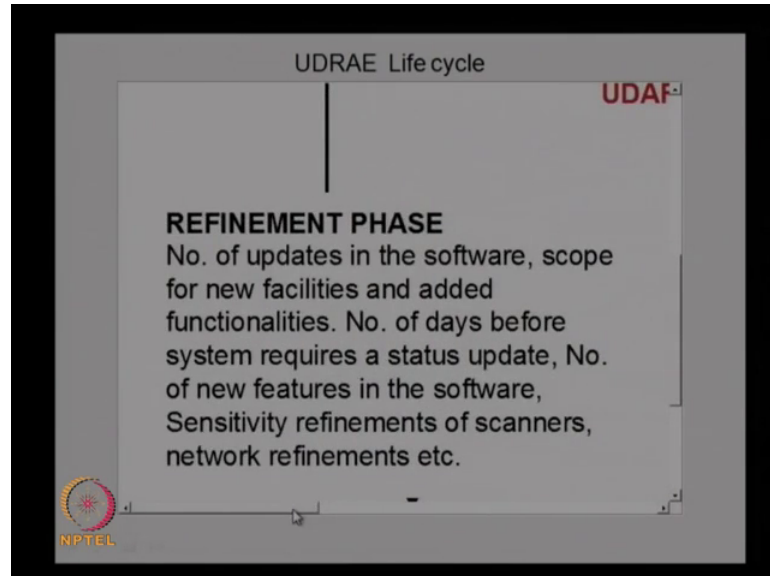 UDRAE Life cycle
UDAF
REFINEMENT PHASE
No. of updates in the software, scope
for new facilities and added
functionalities. No. of days before
system requires a status update, No.
of new features in the software,
Sensitivity refinements of scanners,
network refinements etc.
NPTEL